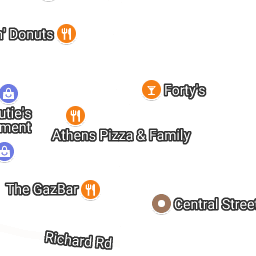 n' Donuts
Forty's
utie's
ment
Athens Pizza & Family
The GazBar
Central Street
Richard Rd